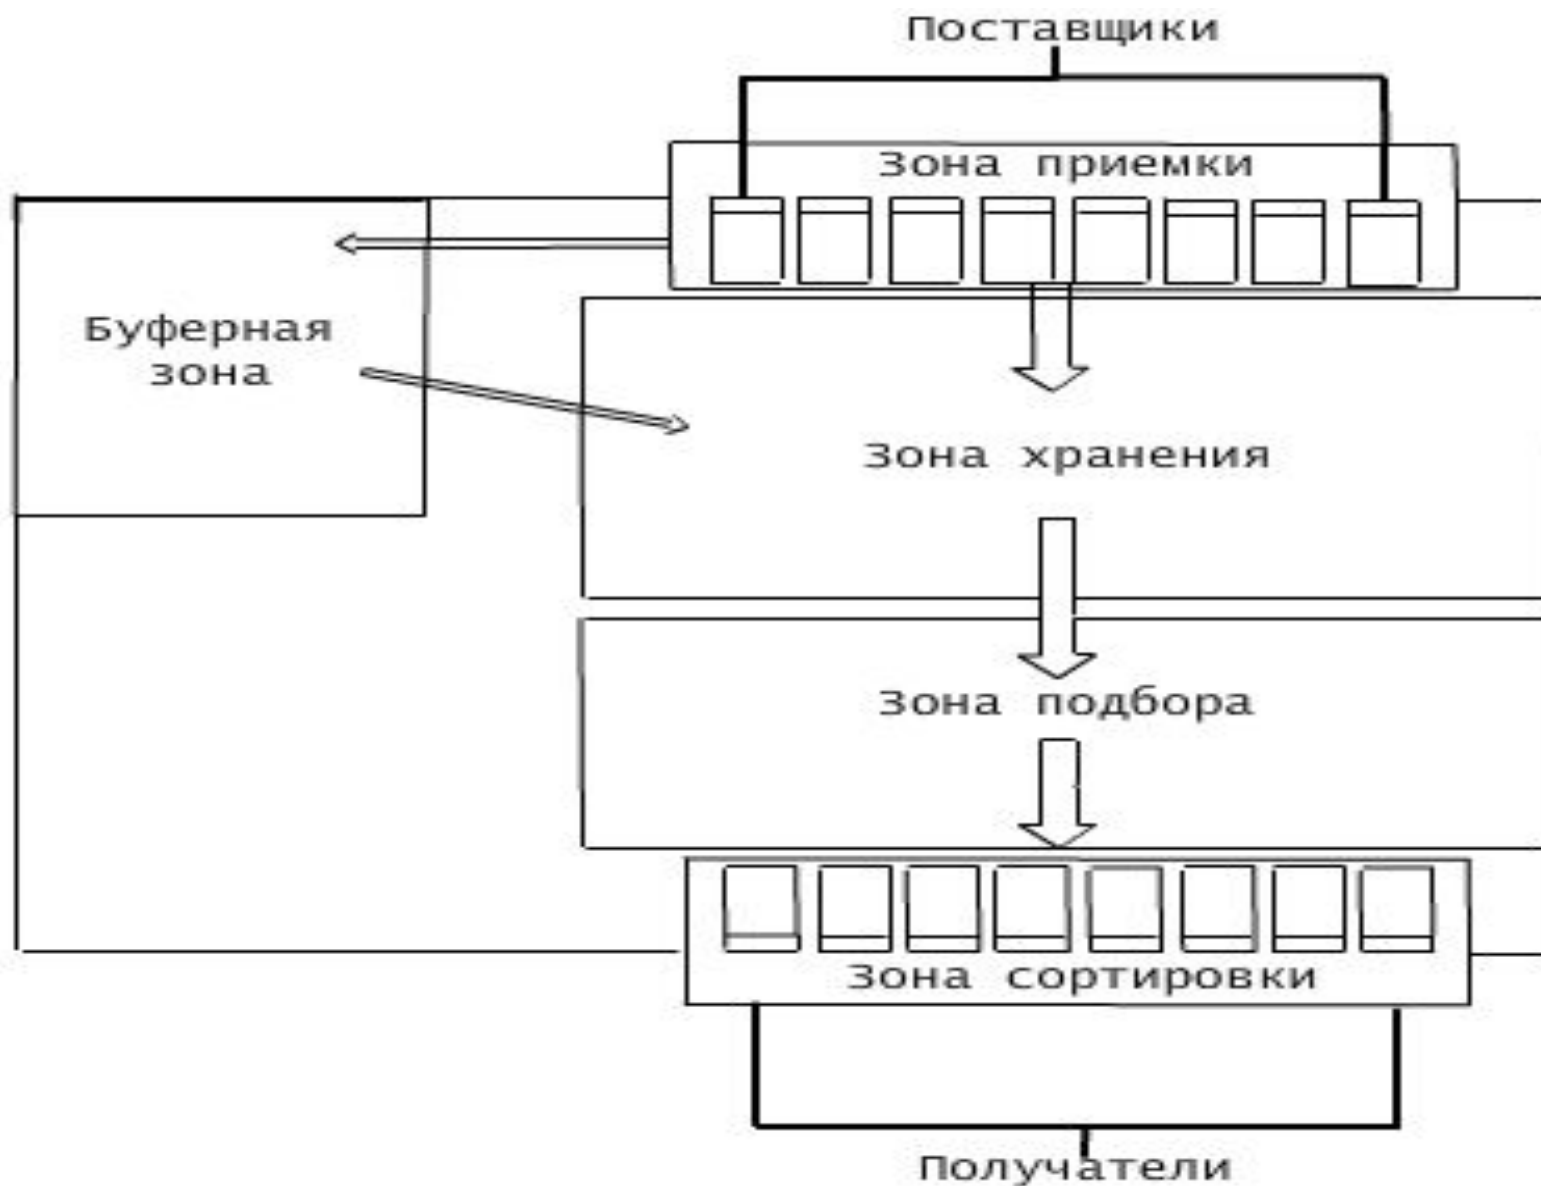 Поставщики
Зона приемки
Буферная
зона
Зона хранения
Зона подбора
Зона сортировки
Получатели